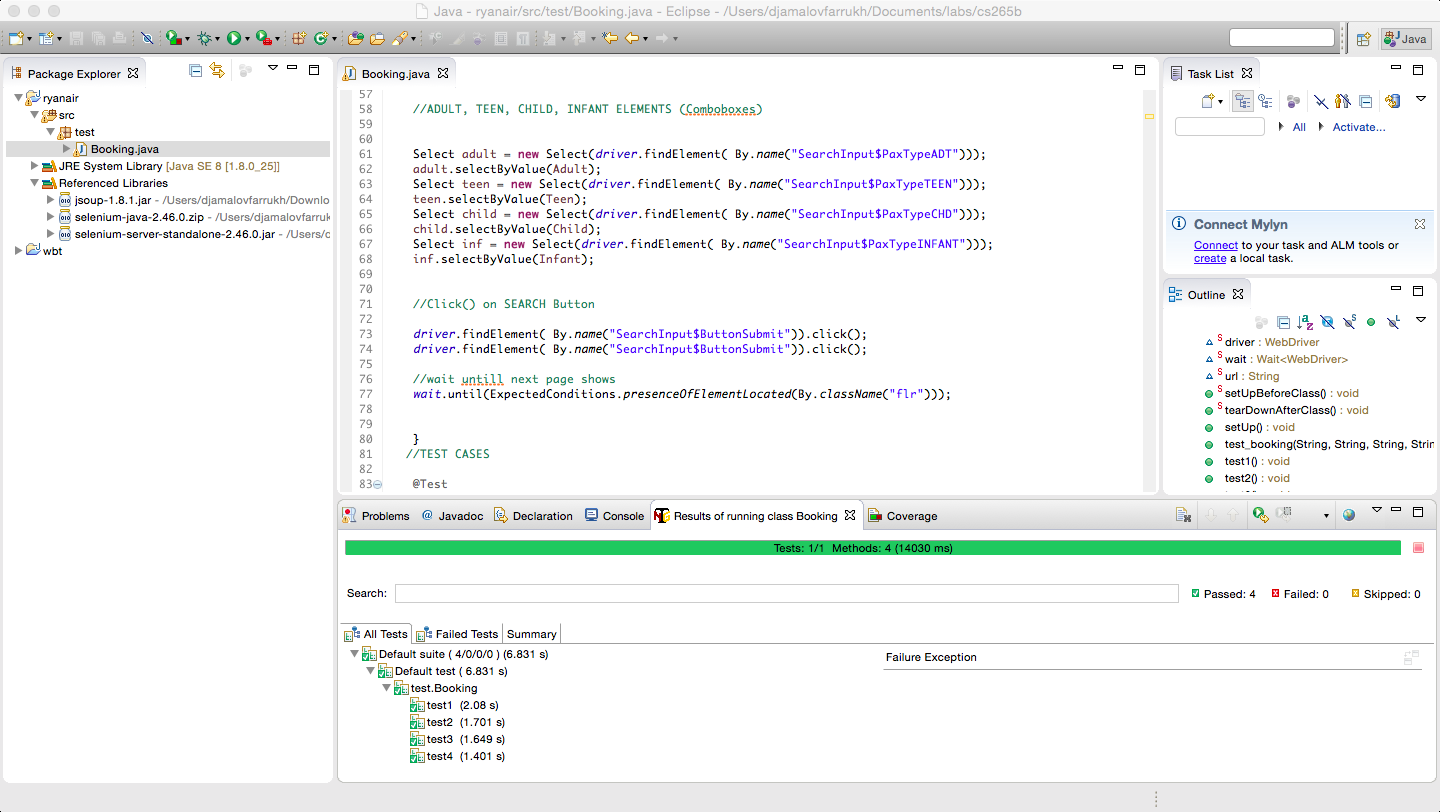 Java - ryanair/src/test/Booking.java - Eclipse - /Users/djamalovfarrukh/Documents/labs/cs265b
Java
Package Explorer
ryanair
src
test
Booking.java
JRE System Library [Java SE 8 [1.8.0_25]]
Referenced Libraries
jsoup-1.8.1.jar - /Users/djamalovfarrukh/Downlo
selenium-java-2.46.0.zip - /Users/djamalovfarruk
selenium-server-standalone-2.46.0.jar - /Users/c
wbt
Booking.java
57
58 //ADULT, TEEN, CHILD, INFANT ELEMENTS (Comboboxes)
59
60
61 Select adult = new Select(driver.findElement( By.name("SearchInput$PaxTypeADT")));
62 adult.selectByValue(Adult);
63 Select teen = new Select(driver.findElement( By.name("SearchInput$PaxTypeTEEN")));
64 teen.selectByValue(Teen);
65 Select child = new Select(driver.findElement( By.name("SearchInput$PaxTypeCHD")));
66 child.selectByValue(Child);
67 Select inf = new Select(driver.findElement( By.name("SearchInput$PaxTypeINFANT")));
68 inf.selectByValue(Infant);
69
70
71 //Click() on SEARCH Button
72
73 driver.findElement( By.name("SearchInput$ButtonSubmit")).click();
74 driver.findElement( By.name("SearchInput$ButtonSubmit")).click();
75
76 //wait untill next page shows
77 wait.until(ExpectedConditions.presenceOfElementLocated(By.className("flr")));
78
79
80 }
81 //TEST CASES
82
83 @Test
Task List
All Activate...
Connect Mylyn
Connect to your task and ALM tools or
create a local task.
Outline
driver : WebDriver
wait : Wait<WebDriver>
url : String
setUpBeforeClass() : void
tearDownAfterClass() : void
setUp() : void
test_booking(String, String, String, Strin
test1() : void
test2() : void
Problems @ Javadoc Declaration Console Results of running class Booking Coverage
Tests: 1/1 Methods: 4 (14030 ms)
Search: Passed: 4 Failed: 0 Skipped: 0
All Tests Failed Tests Summary
Default suite ( 4/0/0/0 ) (6.831 s)
Default test ( 6.831 s)
test.Booking
test1 (2.08 s)
test2 (1.701 s)
test3 (1.649 s)
test4 (1.401 s)
Failure Exception